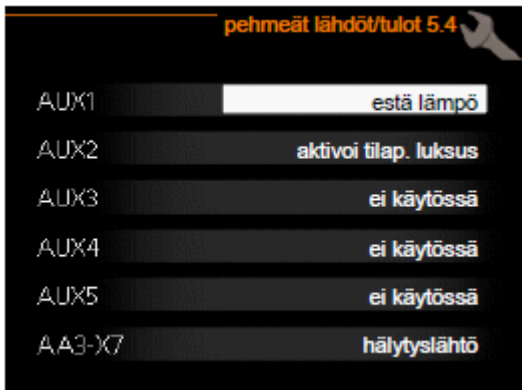 pehmeät lähdöt/tulot 5.4
AUX1 estä lämpö
AUX2 aktivoi tilap. luksus
AUX3 ei käytössä
AUX4 ei käytössä
AUX5 ei käytössä
AA3-X7 hälytyslähtö